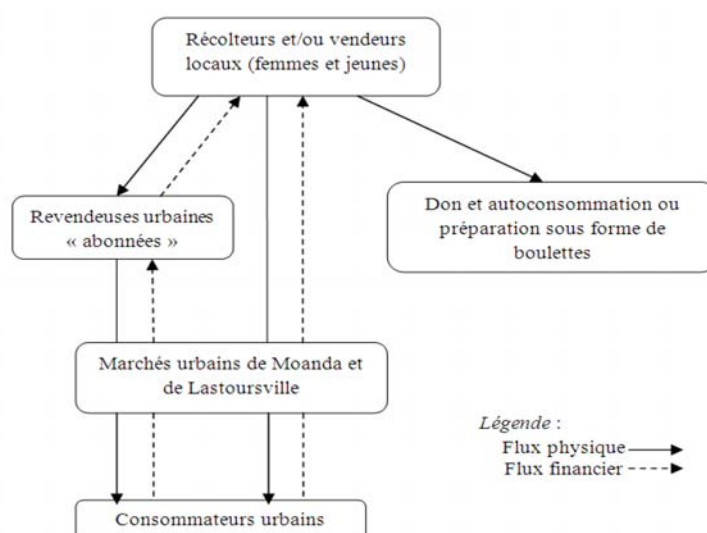 Récolteurs et/ou vendeurs
locaux (femmes et jeunes)
Revendeuses urbaines
« abonnées »
Don et autoconsommation ou
préparation sous forme de
boulettes
Marchés urbains de Moanda et
de Lastoursville
Légende :
Flux physique
Flux financier
Consommateurs urbains